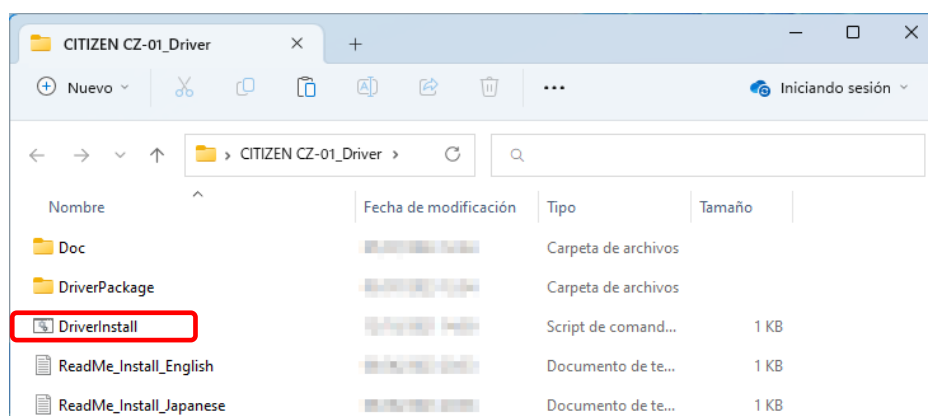 CITIZEN CZ-01_Driver
Nuevo
Iniciando sesión
CITIZEN CZ-01_Driver
Nombre Fecha de modificación Tipo Tamaño
Doc Carpeta de archivos
DriverPackage Carpeta de archivos
DriverInstall Script de comand... 1 KB
ReadMe_Install_English Documento de te... 1 KB
ReadMe_Install_Japanese Documento de te... 1 KB